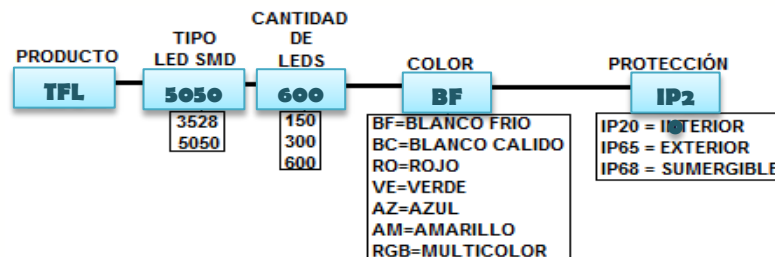 PRODUCTO
TFL
TIPO
LED SMD
5050
3528
5050
CANTIDAD
DE
LEDS
600
150
300
600
COLOR
BF
BF=BLANCO FRIO
BC=BLANCO CALIDO
RO=ROJO
VE=VERDE
AZ=AZUL
AM=AMARILLO
RGB=MULTICOLOR
PROTECCIÓN
IP2
0
IP20 = INTERIOR
IP65 = EXTERIOR
IP68 = SUMERGIBLE